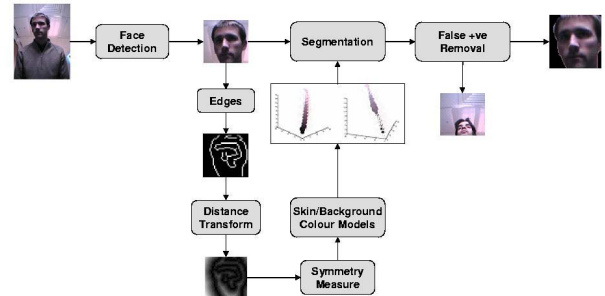 Face
Detection
Segmentation
False +ve
Removal
Edges
Distance
Transform
Skin/Background
Colour Models
Symmetry
Measure